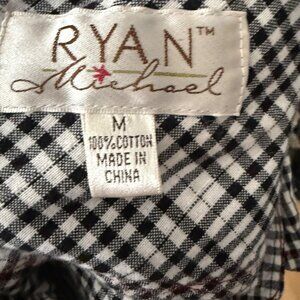 RYAN™
Michael
M
100%COTTON
MADE IN
CHINA